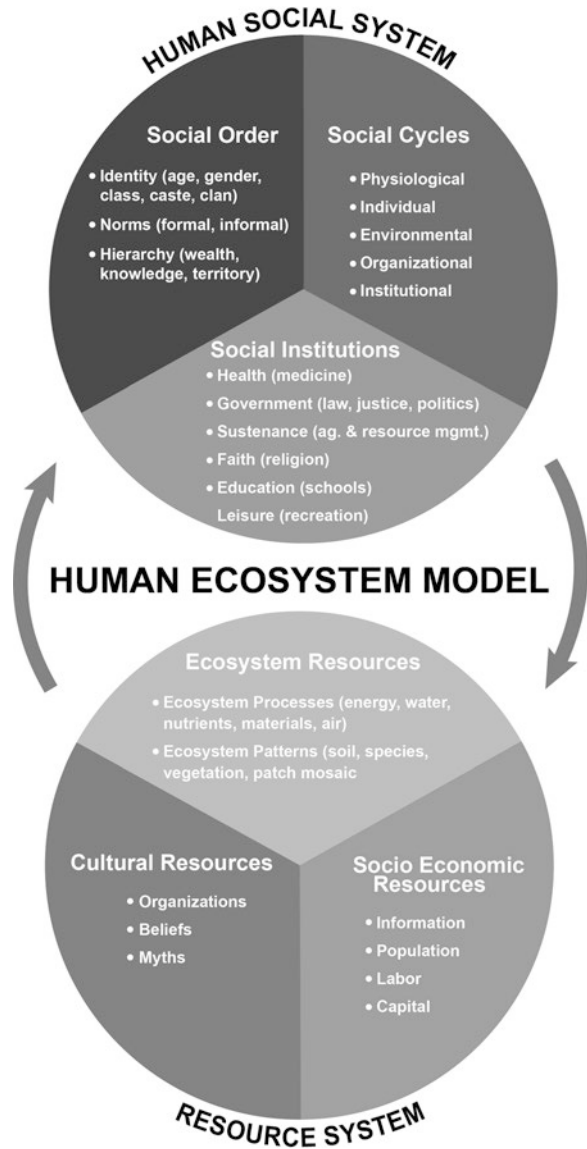 HUMAN SOCIAL SYSTEM
Social Order
• Identity (age, gender,
class, caste, clan)
• Norms (formal, informal)
• Hierarchy (wealth,
knowledge, territory)
Social Cycles
• Physiological
• Individual
• Environmental
• Organizational
• Institutional
Social Institutions
• Health (medicine)
• Government (law, justice, politics)
• Sustenance (ag. & resource mgmt.)
• Faith (religion)
• Education (schools)
Leisure (recreation)
HUMAN ECOSYSTEM MODEL
Ecosystem Resources
• Ecosystem Processes (energy, water,
nutrients, materials, air)
• Ecosystem Patterns (soil, species,
vegetation, patch mosaic
Cultural Resources
• Organizations
• Beliefs
• Myths
Socio Economic
Resources
• Information
• Population
• Labor
• Capital
RESOURCE SYSTEM